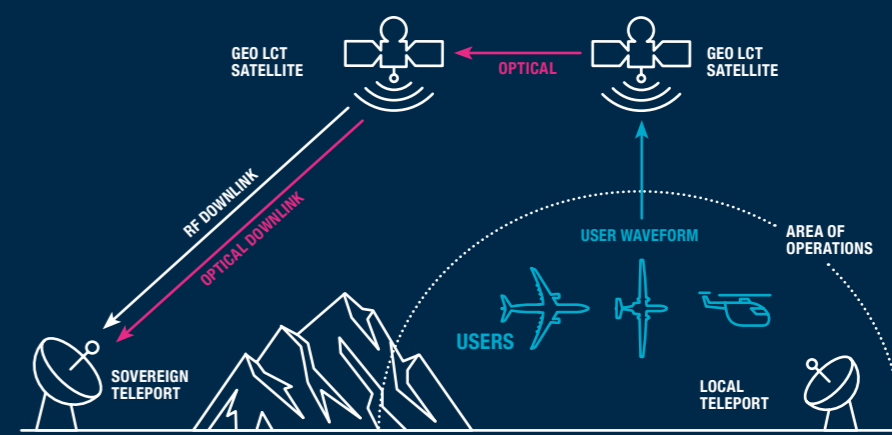 GEO LCT
SATELLITE
OPTICAL
GEO LCT
SATELLITE
RF DOWNLINK
OPTICAL DOWNLINK
USER WAVEFORM
AREA OF
OPERATIONS
USERS
SOVEREIGN
TELEPORT
LOCAL
TELEPORT